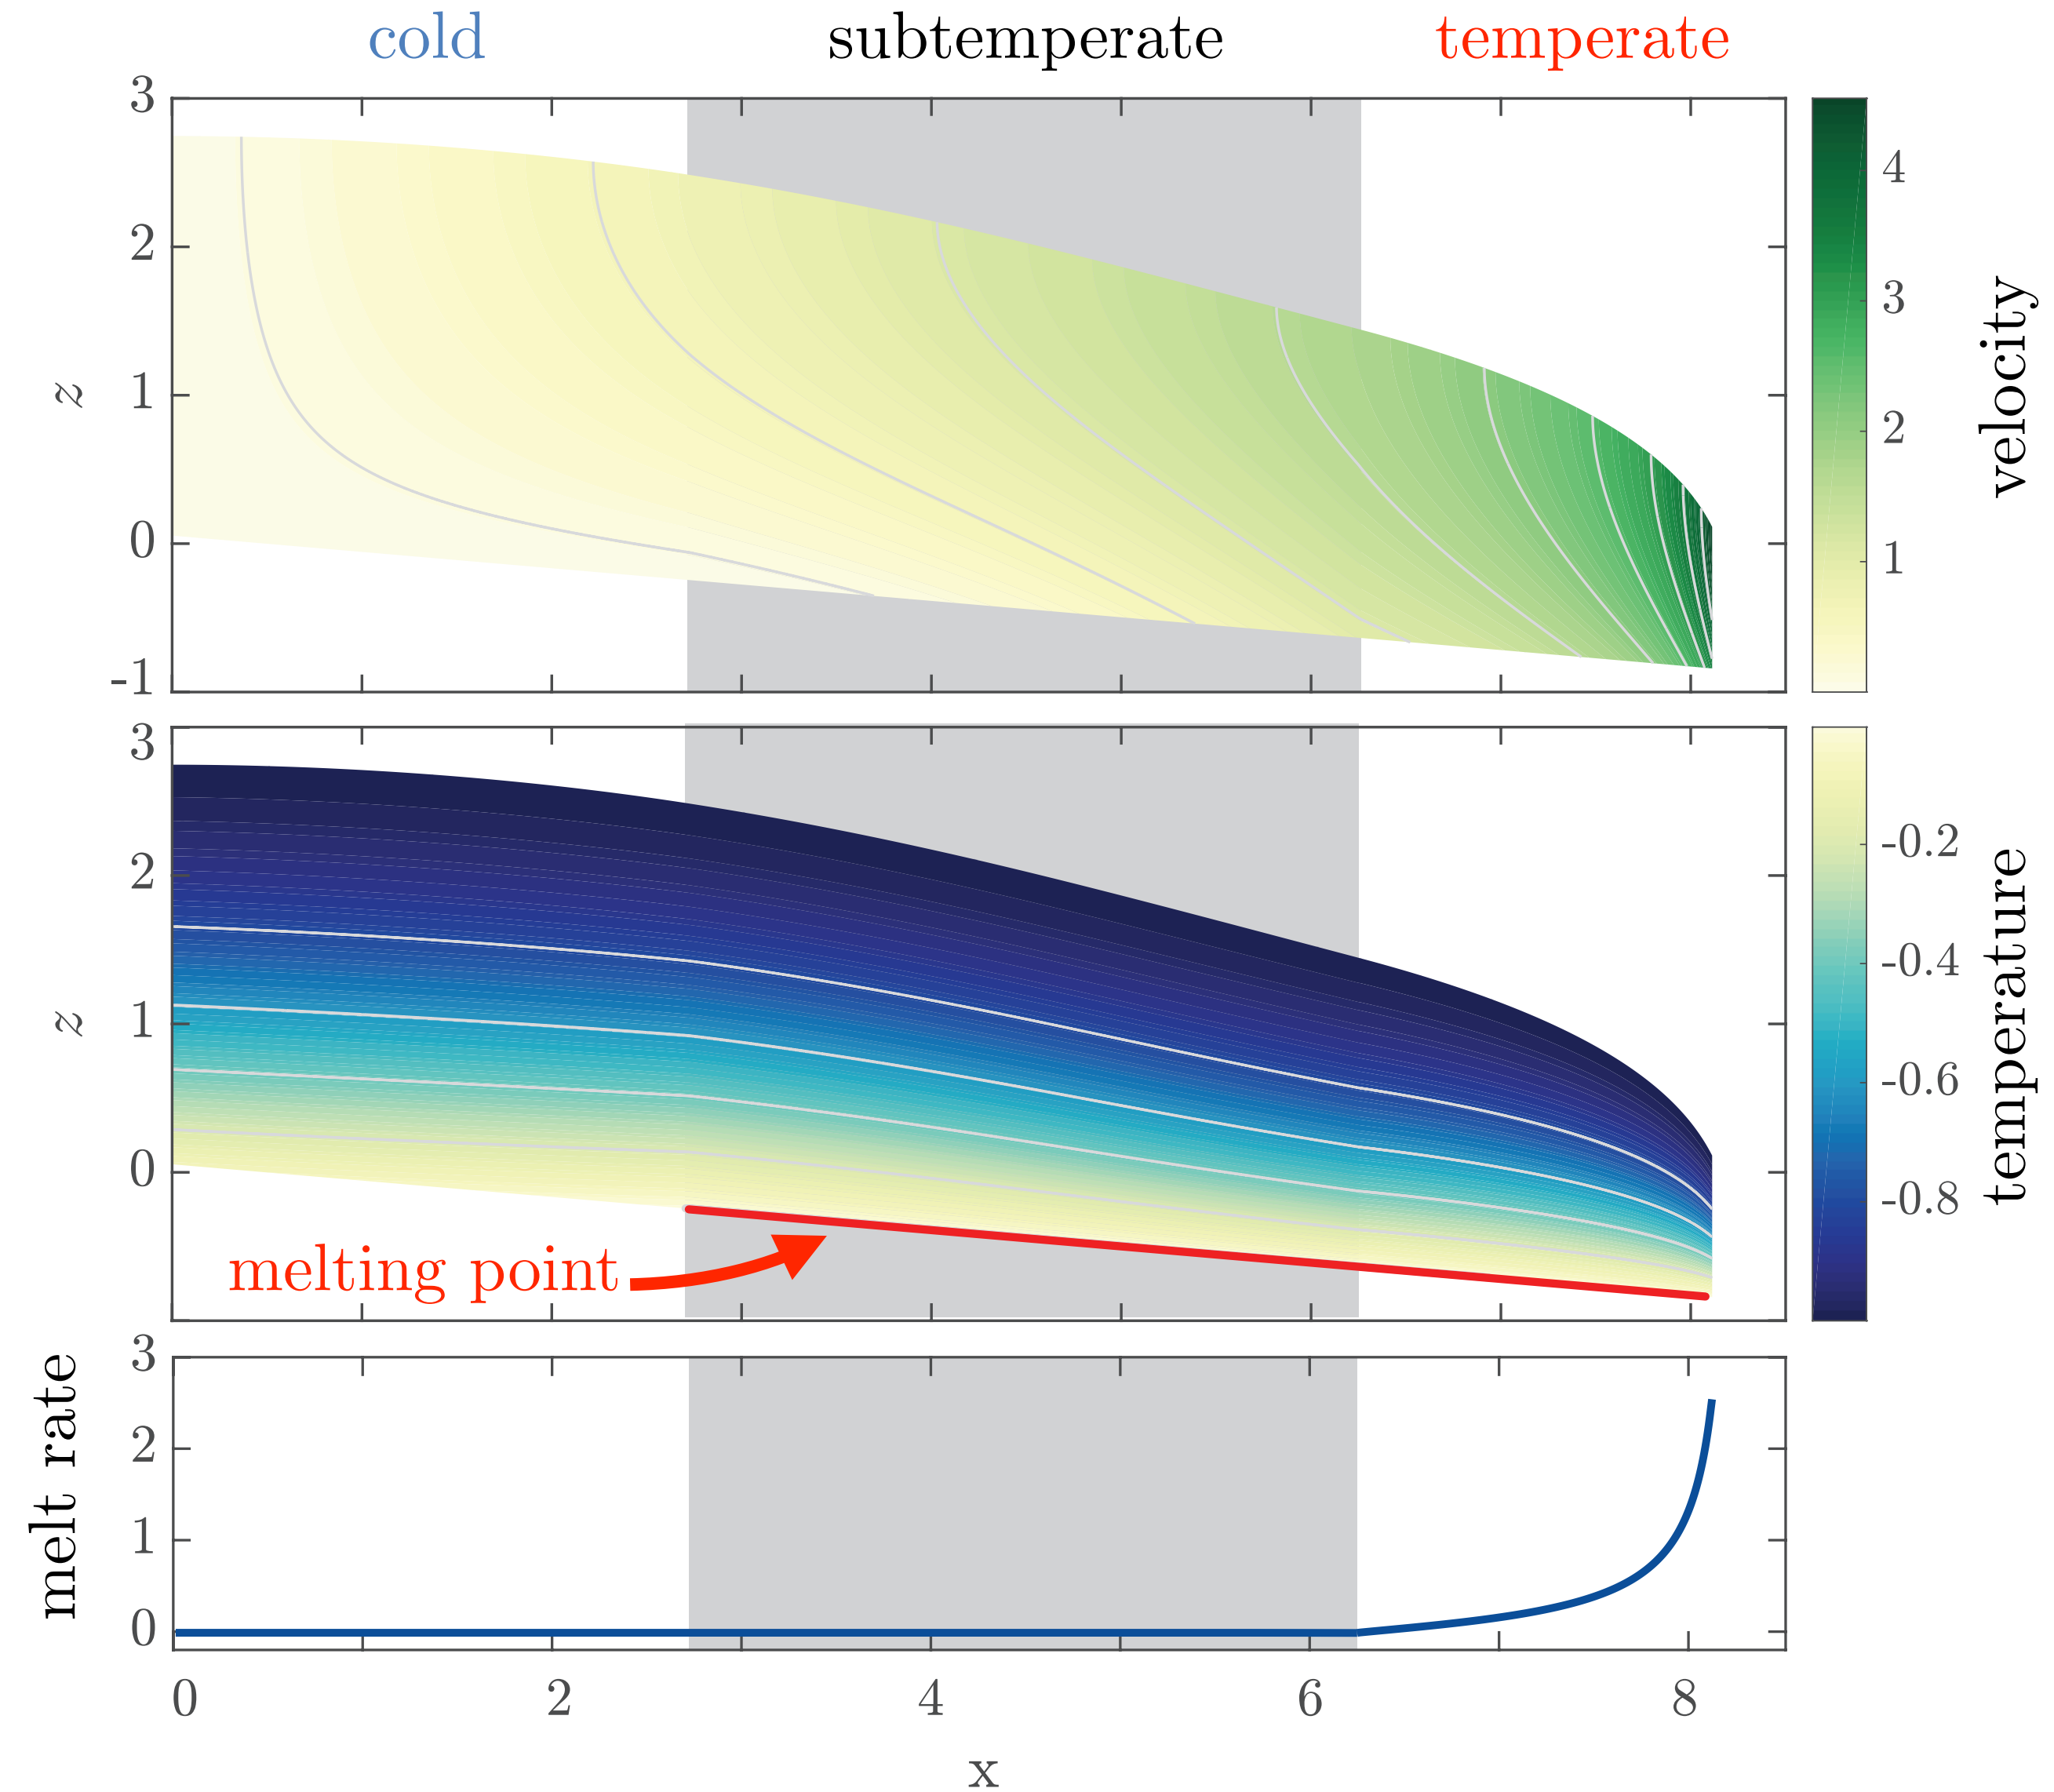 cold subtemperate temperate
3
2
1
0
-1
z
4
3
2
1
velocity
3
2
1
0
z
melting point
-0.2
-0.4
-0.6
-0.8
temperature
3
2
1
0
melt rate
0 2 4 6 8
x